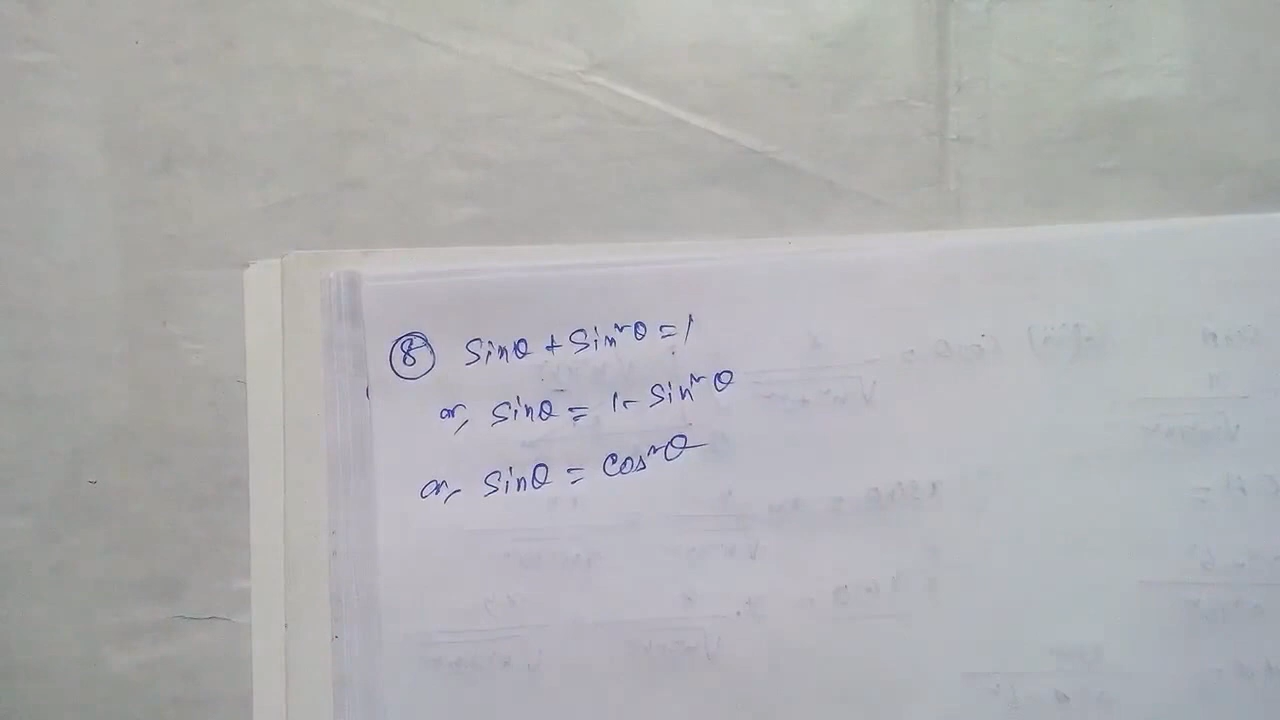 ⑧ Sinθ + Sin²θ = 1
or, Sinθ = 1 - Sin²θ
or, Sinθ = Cos²θ